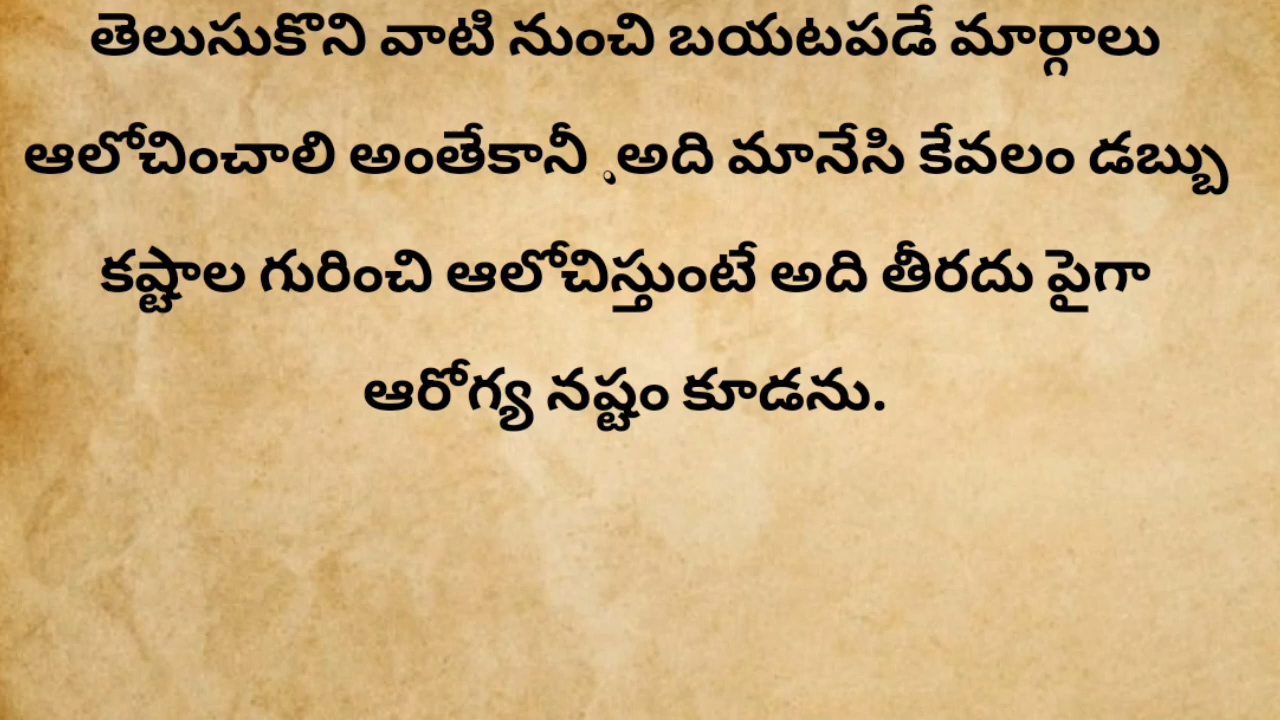 తెలుసుకొని వాటి నుంచి బయటపడే మార్గాలు
ఆలోచించాలి అంతేకానీ ,అది మానేసి కేవలం డబ్బు
కష్టాల గురించి ఆలోచిస్తుంటే అది తీరదు పైగా
ఆరోగ్య నష్టం కూడను.